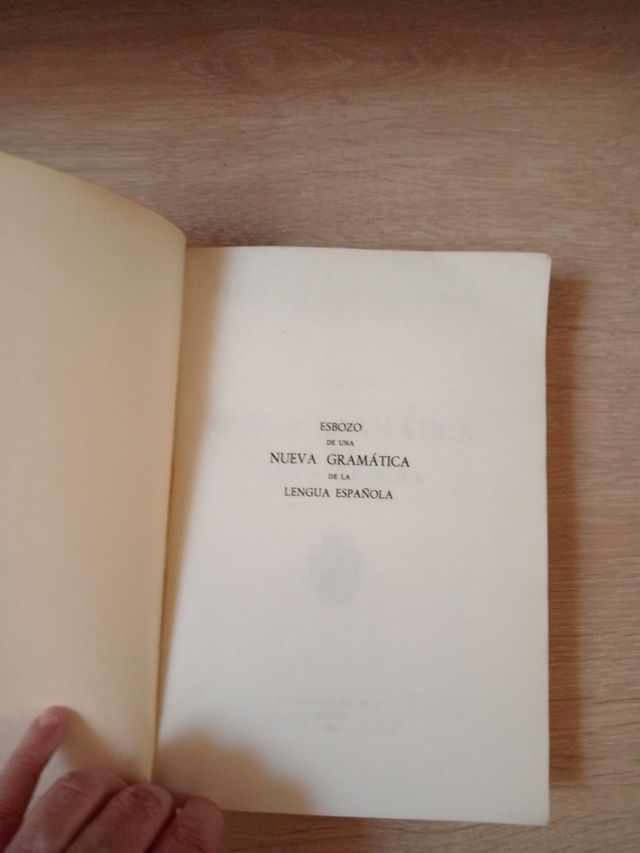 ESBOZO
DE UNA
NUEVA GRAMÁTICA
DE LA
LENGUA ESPAÑOLA